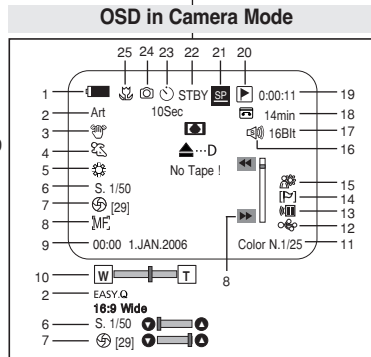 OSD in Camera Mode
25 24 23 22 21 20
1 STBY SP 0:00:11 19
2 Art 10Sec 14min 18
3 16BIt 17
16
4 ...D
5 No Tape !
6 S. 1/50 15
7 [29] 14
8 MF 13
12
9 00:00 1.JAN.2006 8 Color N.1/25 11
10 W T
2 EASY.Q
16:9 Wide
6 S. 1/50
7 [29]